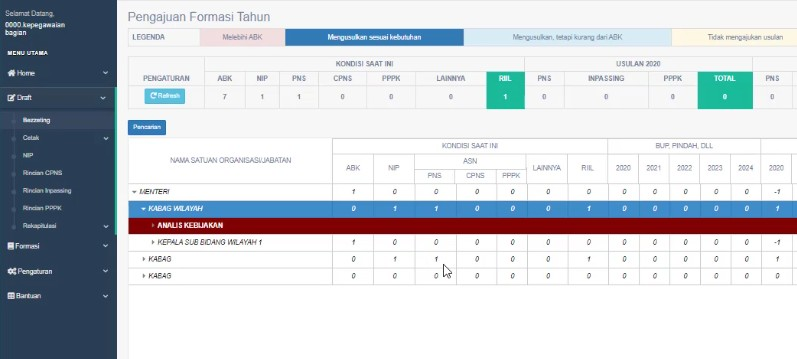 Selamat Datang,
0000.kepegawaian
bagian
MENU UTAMA
Home
Draft
Bezzeting
Cetak
NIP
Rincian CPNS
Rincian Inpassing
Rincian PPPK
Rekapitulasi
Formasi
Pengaturan
Bantuan
Pengajuan Formasi Tahun
LEGENDA Melebihi ABK Mengusulkan sesuai kebutuhan Mengusulkan, tetapi kurang dari ABK Tidak mengajukan usulan
PENGATURAN KONDISI SAAT INI RIIL USULAN 2020 TOTAL
ABK NIP PNS CPNS PPPK LAINNYA PNS INPASSING PPPK PNS
Refresh 7 1 1 0 0 0 1 0 0 0 0 0
Pencarian
NAMA SATUAN ORGANISASI/JABATAN KONDISI SAAT INI BUP, PINDAH, DLL
ABK NIP ASN LAINNYA RIIL 2020 2021 2022 2023 2024 2020
PNS CPNS PPPK
MENTERI 1 0 0 0 0 0 0 0 0 0 0 0 -1
KABAG WILAYAH 0 1 1 0 0 0 1 0 0 0 0 0 1
ANALIS KEBIJAKAN
KEPALA SUB BIDANG WILAYAH 1 1 0 0 0 0 0 0 0 0 0 0 0 -1
KABAG 0 1 1 0 0 0 1 0 0 0 0 0 1
KABAG 0 0 0 0 0 0 0 0 0 0 0 0 0